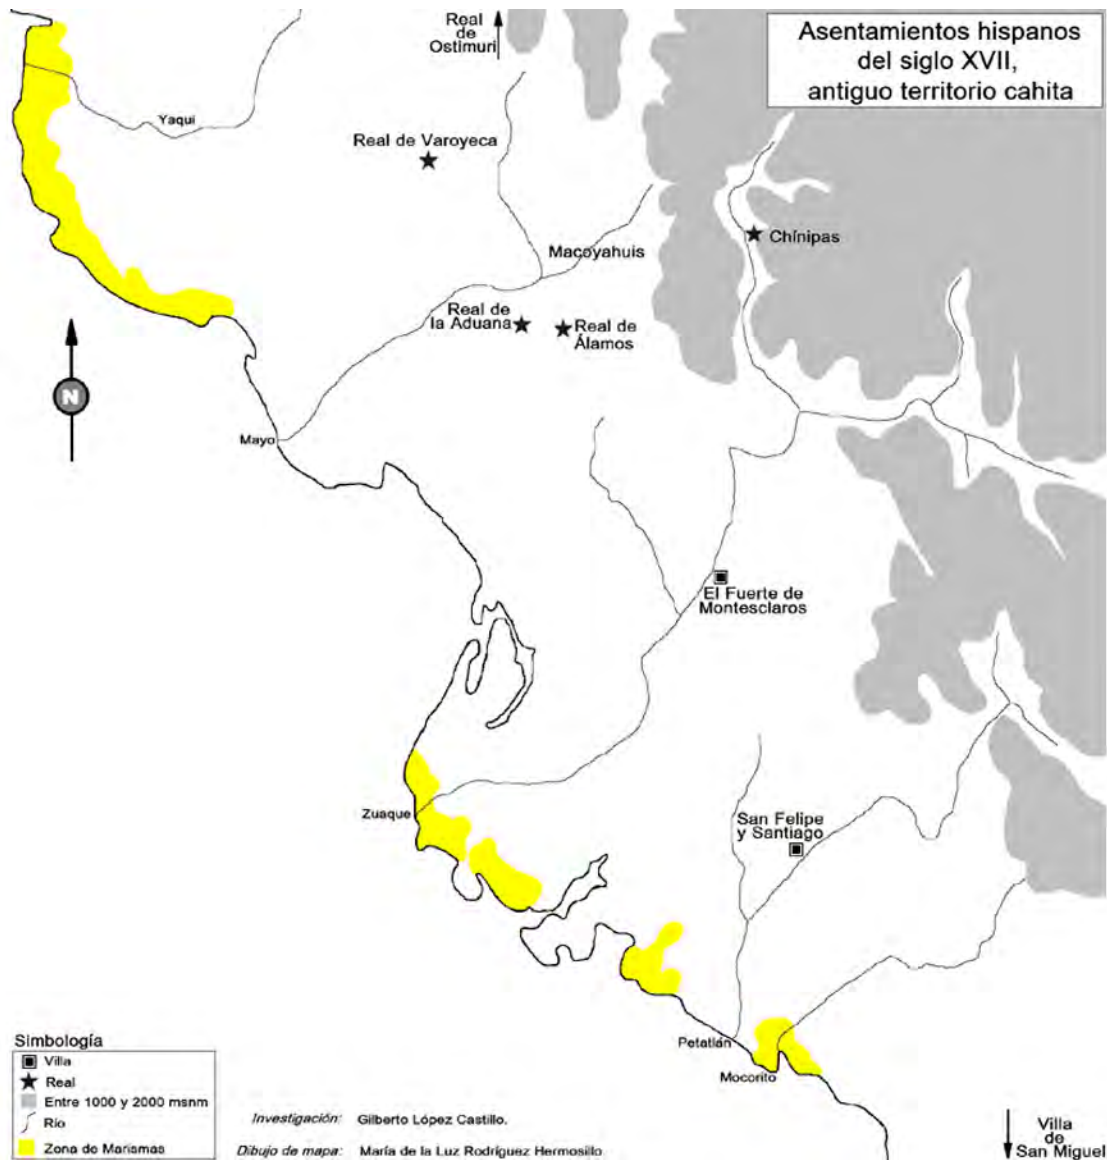 Real
de
Ostimuri
Asentamientos hispanos
del siglo XVII,
antiguo territorio cahita
Yaqui
Real de Varoyeca
Chínipas
Macoyahuis
Real de
la Aduana
Real de
Álamos
N
Mayo
El Fuerte de
Montesclaros
Zuaque
San Felipe
y Santiago
Petatlán
Mocorito
Simbología
Villa
Real
Entre 1000 y 2000 msnm
Río
Zona de Marismas
Investigación: Gilberto López Castillo.
Dibujo de mapa: María de la Luz Rodríguez Hermosillo
Villa
de
San Miguel